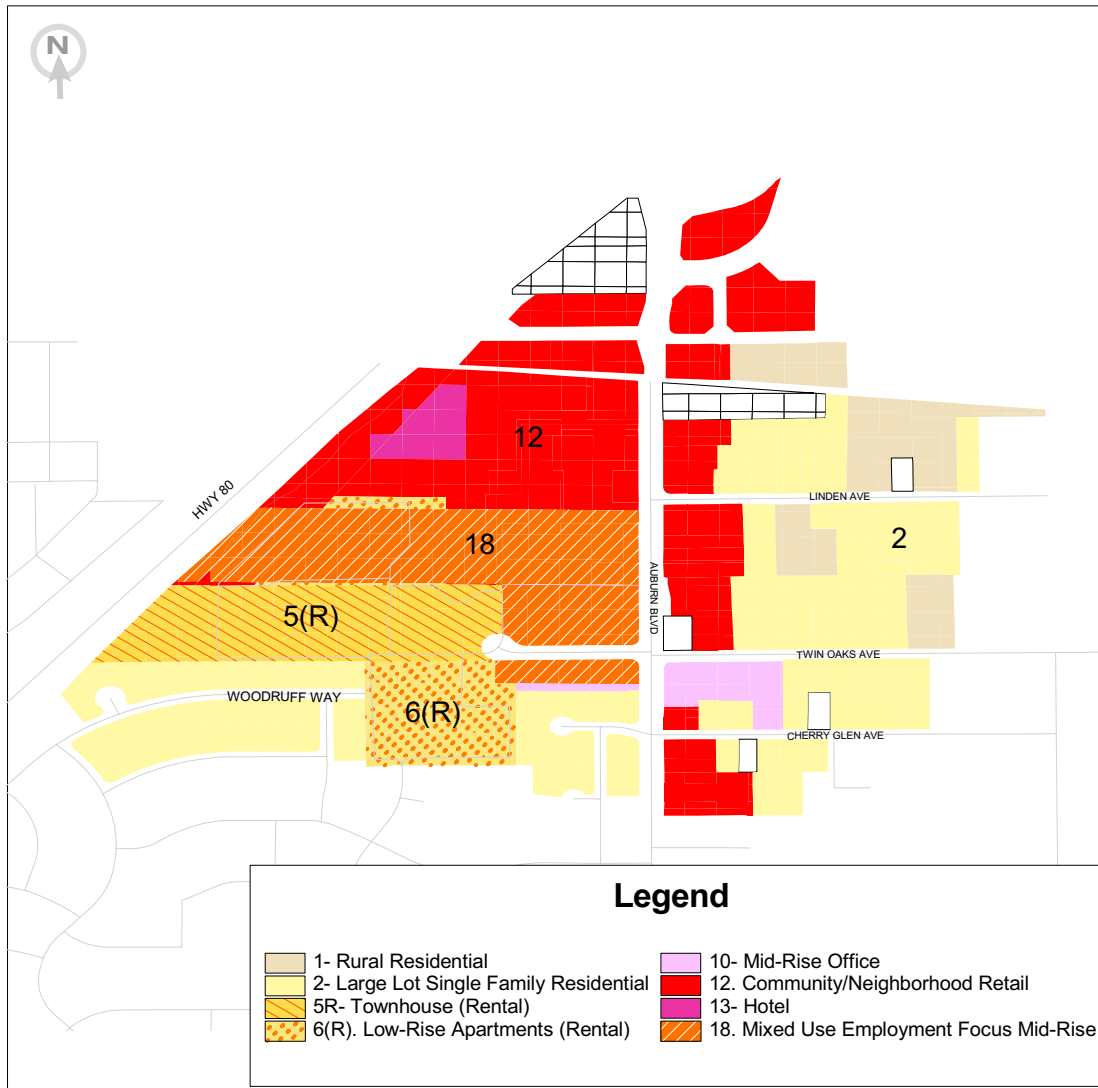 N
12
HWY 80
LINDEN AVE
18
2
AUBURN BLVD
5(R)
TWIN OAKS AVE
WOODRUFF WAY
6(R)
CHERRY GLEN AVE
Legend
1- Rural Residential
2- Large Lot Single Family Residential
5R- Townhouse (Rental)
6(R). Low-Rise Apartments (Rental)
10- Mid-Rise Office
12. Community/Neighborhood Retail
13- Hotel
18. Mixed Use Employment Focus Mid-Rise